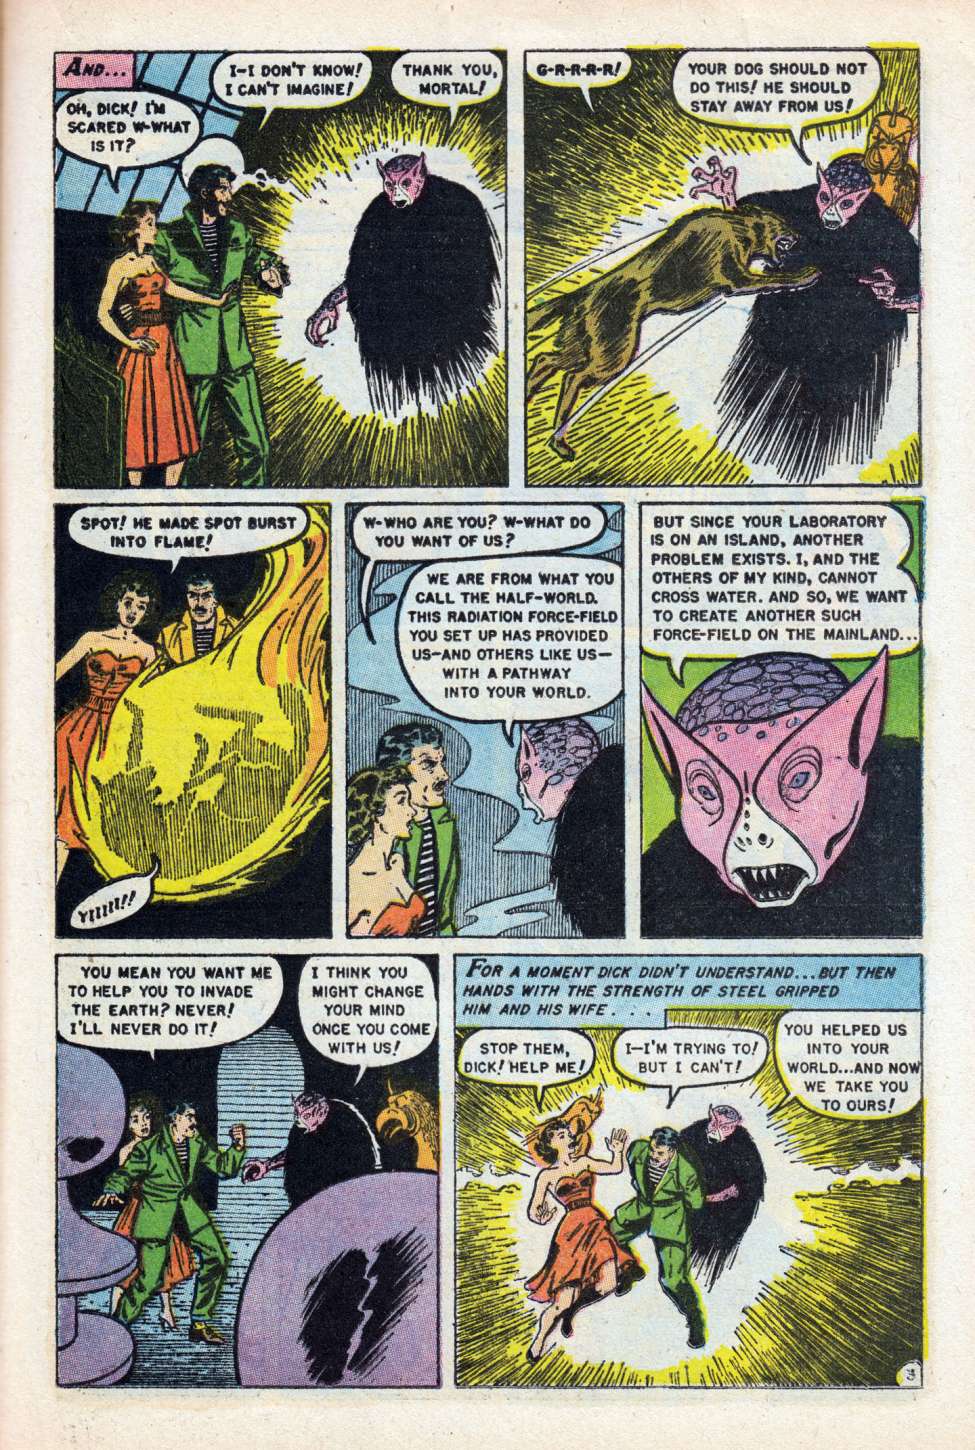 AND...
OH, DICK! I'M
SCARED W-WHAT
IS IT?
I-I DON'T KNOW!
I CAN'T IMAGINE!
THANK YOU,
MORTAL!
G-R-R-R-R!
YOUR DOG SHOULD NOT
DO THIS! HE SHOULD
STAY AWAY FROM US!
SPOT! HE MADE SPOT BURST
INTO FLAME!
YIIIII!!
W-WHO ARE YOU? W-WHAT DO
YOU WANT OF US?
WE ARE FROM WHAT YOU
CALL THE HALF-WORLD.
THIS RADIATION FORCE-FIELD
YOU SET UP HAS PROVIDED
US-AND OTHERS LIKE US-
WITH A PATHWAY
INTO YOUR WORLD.
BUT SINCE YOUR LABORATORY
IS ON AN ISLAND, ANOTHER
PROBLEM EXISTS. I, AND THE
OTHERS OF MY KIND, CANNOT
CROSS WATER. AND SO, WE WANT
TO CREATE ANOTHER SUCH
FORCE-FIELD ON THE MAINLAND...
YOU MEAN YOU WANT ME
TO HELP YOU TO INVADE
THE EARTH? NEVER!
I'LL NEVER DO IT!
I THINK YOU
MIGHT CHANGE
YOUR MIND
ONCE YOU COME
WITH US!
FOR A MOMENT DICK DIDN'T UNDERSTAND...BUT THEN
HANDS WITH THE STRENGTH OF STEEL GRIPPED
HIM AND HIS WIFE . . .
STOP THEM,
DICK! HELP ME!
I-I'M TRYING TO!
BUT I CAN'T!
YOU HELPED US
INTO YOUR
WORLD...AND NOW
WE TAKE YOU
TO OURS!
3